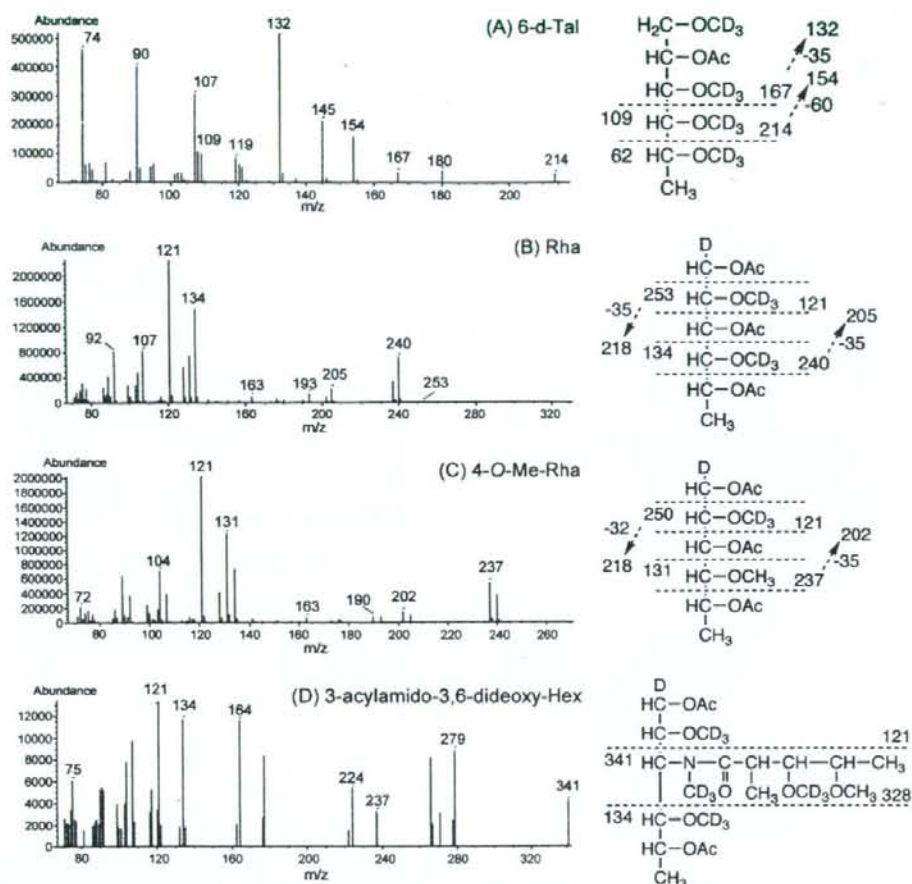 Abundance
(A) 6-d-Tal
500000
400000
300000
200000
100000
0
74
90
107
109
119
132
145
154
167
180
214
80 100 120 140 160 180 200
m/z
H₂C–OCD₃
HC–OAc
HC–OCD₃
HC–OCD₃
HC–OCD₃
CH₃
132
-35
167
154
-60
214
109
62
Abundance
(B) Rha
2000000
1600000
1200000
800000
400000
0
92
107
121
134
163
193
205
240
253
80 120 160 200 240 280
m/z
D
HC–OAc
HC–OCD₃
HC–OAc
HC–OCD₃
HC–OAc
CH₃
-35
253
218
134
121
205
-35
240
Abundance
(C) 4-O-Me-Rha
2000000
1800000
1600000
1400000
1200000
1000000
800000
600000
400000
200000
0
72
104
121
131
163
190
202
237
80 100 120 140 160 180 200 220 240 260
m/z
D
HC–OAc
HC–OCD₃
HC–OAc
HC–OCH₃
HC–OAc
CH₃
-32
250
218
131
121
202
-35
237
Abundance
(D) 3-acylamido-3,6-dideoxy-Hex
12000
10000
8000
6000
4000
2000
0
75
121
134
164
224
237
279
341
80 120 160 200 240 280 320
m/z
D
HC–OAc
HC–OCD₃
121
341
HC–N–C–CH–CH–CH–CH₃
CD₃ O CH₃ OCD₃ OCH₃
328
134
HC–OCD₃
HC–OAc
CH₃